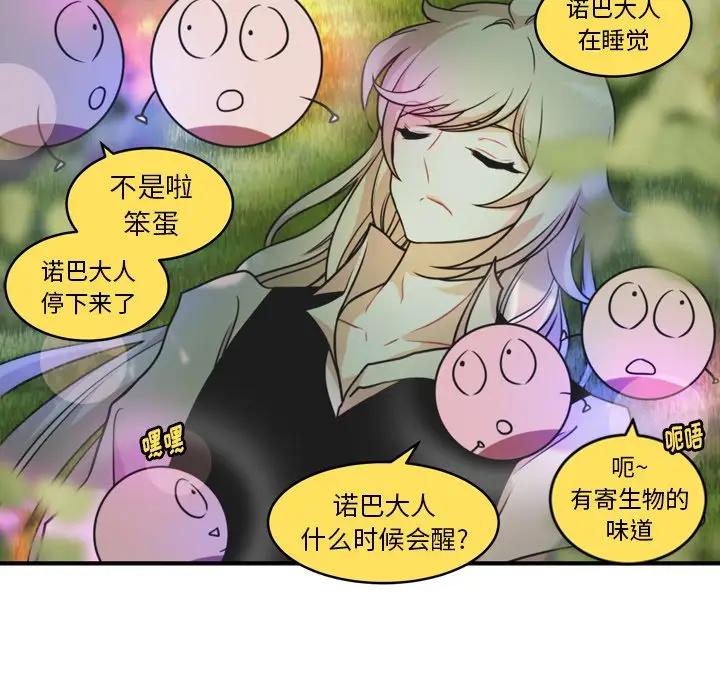 诺巴大人
在睡觉
不是啦
笨蛋
诺巴大人
停下来了
嘿嘿
诺巴大人
什么时候会醒?
呃唔
呃~
有寄生物的
味道